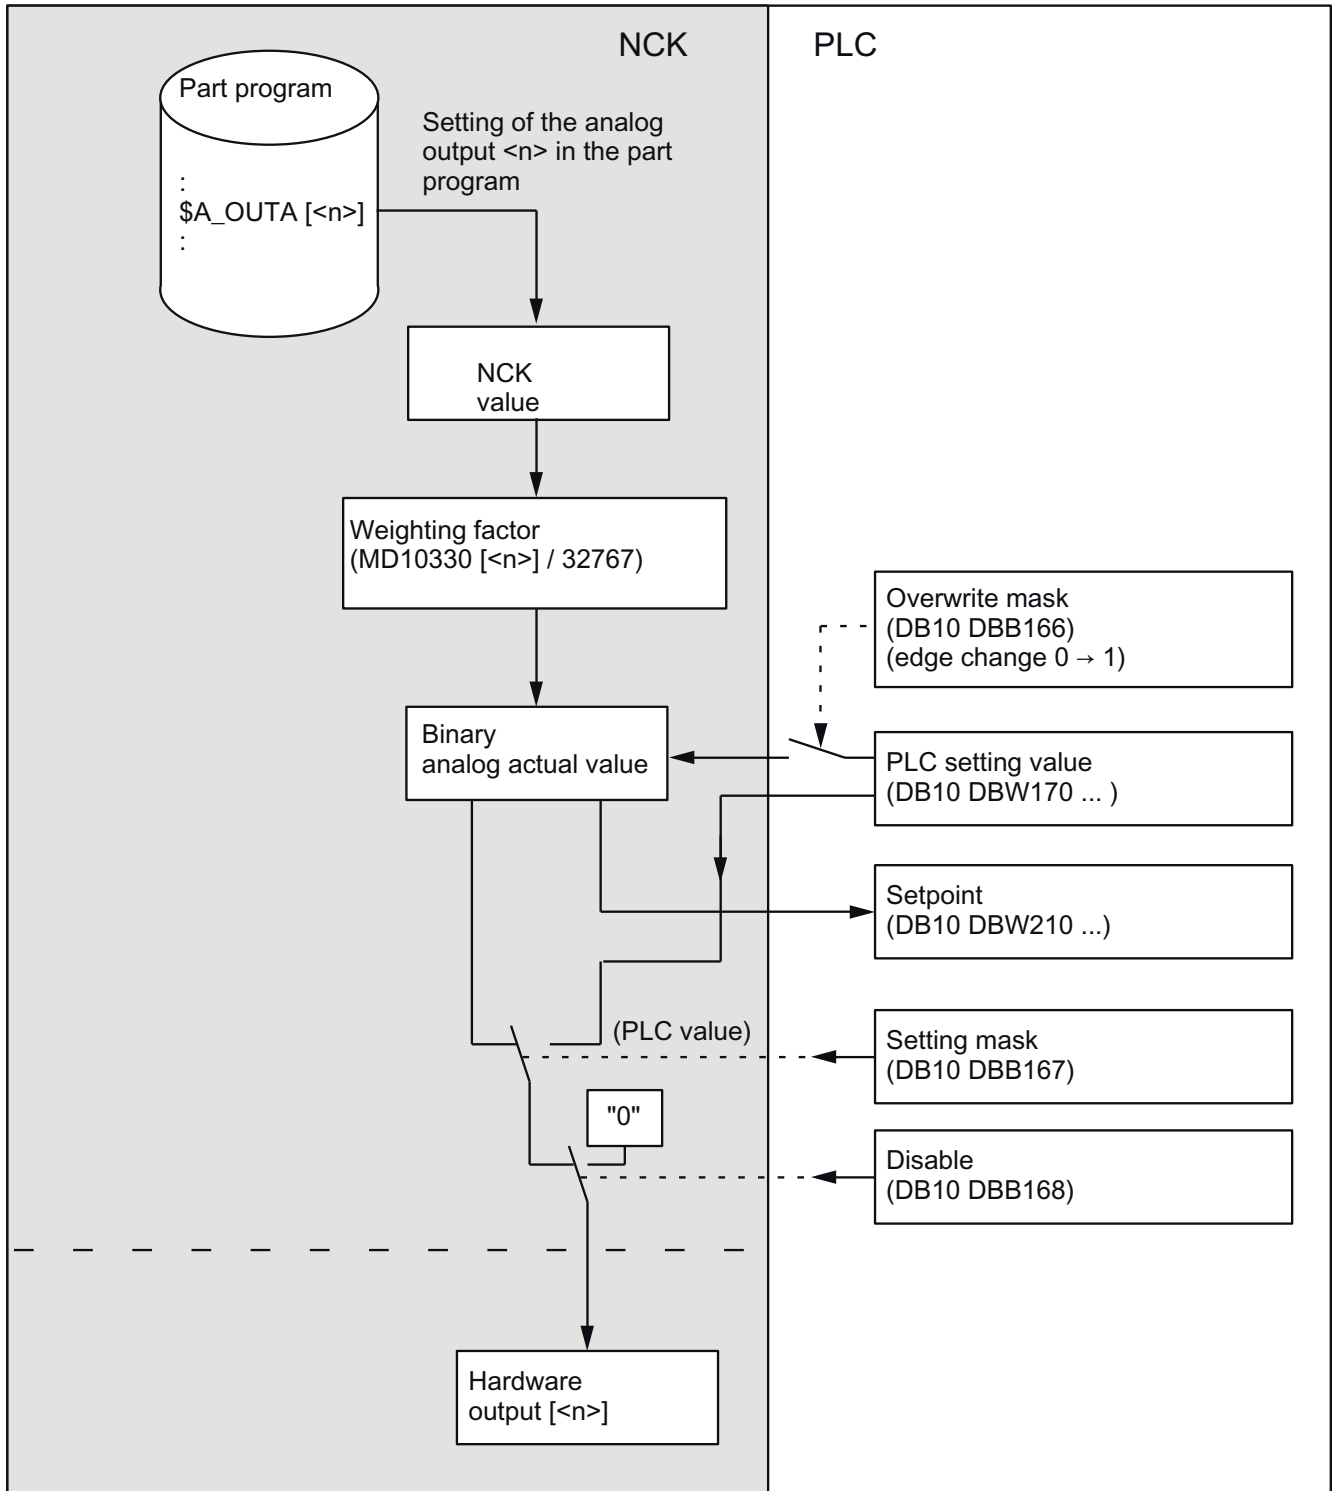 NCK
PLC
Part program
:
$A_OUTA [<n>]
:
Setting of the analog
output <n> in the part
program
NCK
value
Weighting factor
(MD10330 [<n>] / 32767)
Overwrite mask
(DB10 DBB166)
(edge change 0 → 1)
Binary
analog actual value
PLC setting value
(DB10 DBW170 ... )
Setpoint
(DB10 DBW210 ...)
(PLC value)
Setting mask
(DB10 DBB167)
"0"
Disable
(DB10 DBB168)
Hardware
output [<n>]